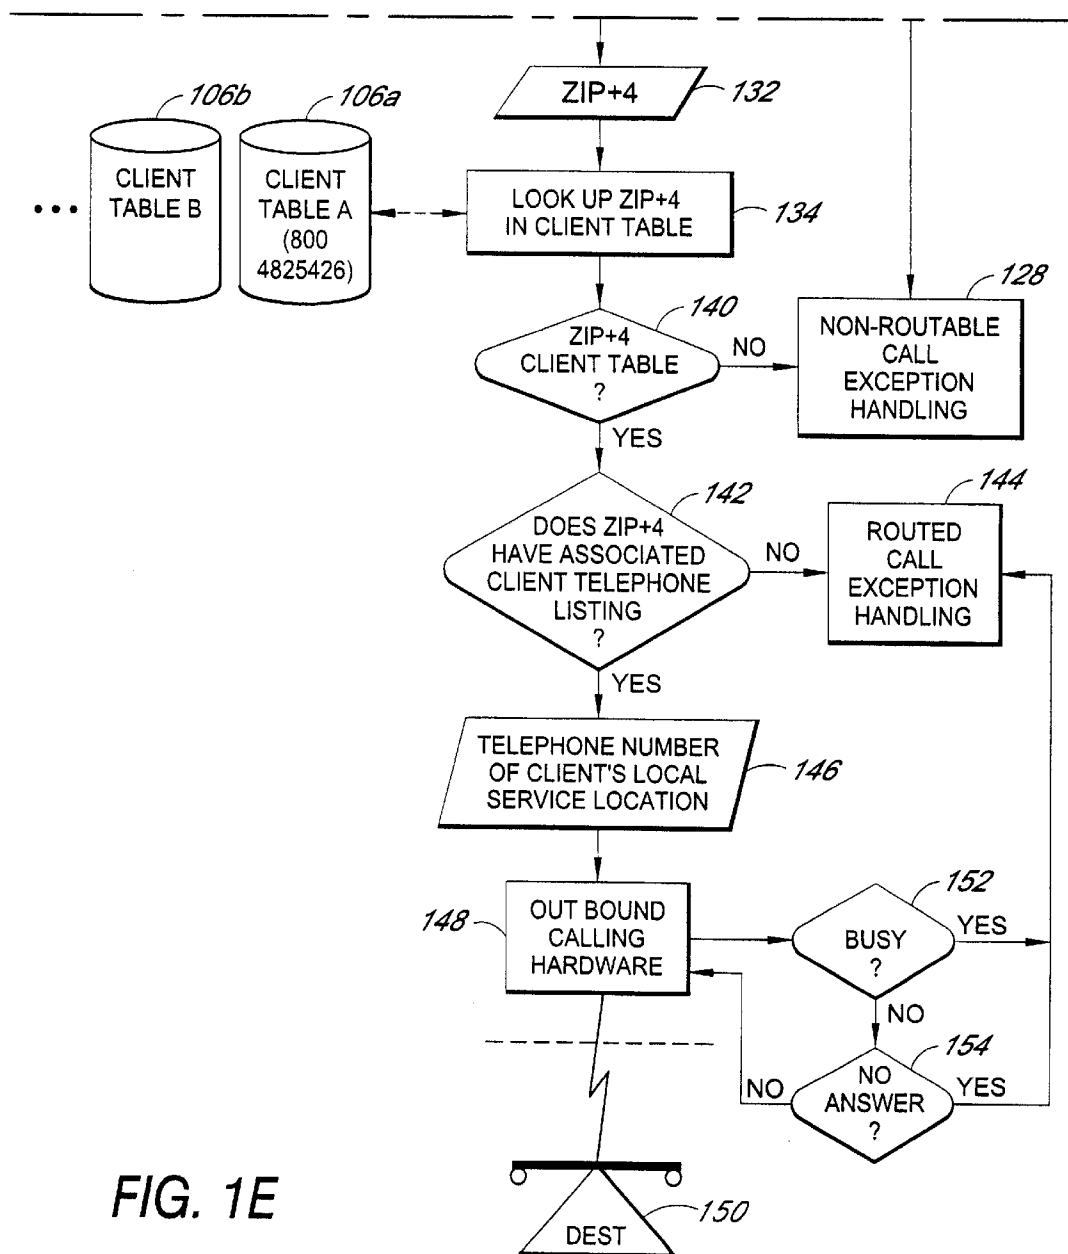 ZIP+4
132
106b
106a
CLIENT
TABLE B
CLIENT
TABLE A
(800
4825426)
LOOK UP ZIP+4
IN CLIENT TABLE
134
140
ZIP+4
CLIENT TABLE
?
NO
YES
128
NON-ROUTABLE
CALL
EXCEPTION
HANDLING
142
DOES ZIP+4
HAVE ASSOCIATED
CLIENT TELEPHONE
LISTING
?
NO
YES
144
ROUTED
CALL
EXCEPTION
HANDLING
TELEPHONE NUMBER
OF CLIENT'S LOCAL
SERVICE LOCATION
146
148
OUT BOUND
CALLING
HARDWARE
152
BUSY
?
YES
NO
154
NO
ANSWER
?
NO
YES
DEST
150
FIG. 1E